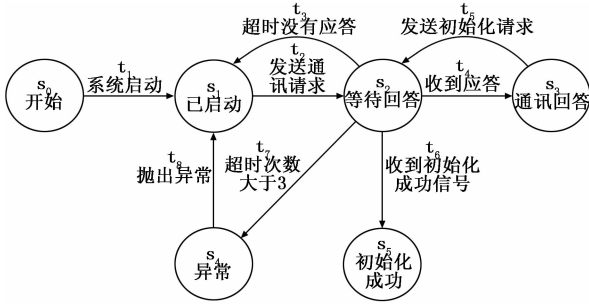 t₃
超时没有应答
t₅
发送初始化请求
t₁
系统启动
t₂
发送通
讯请求
t₄
收到应答
s₀
开始
s₁
已启动
s₂
等待回答
s₃
通讯回答
t₈
抛出异常
t₇
超时次数
大于3
t₆
收到初始化
成功信号
s₄
异常
s₅
初始化
成功